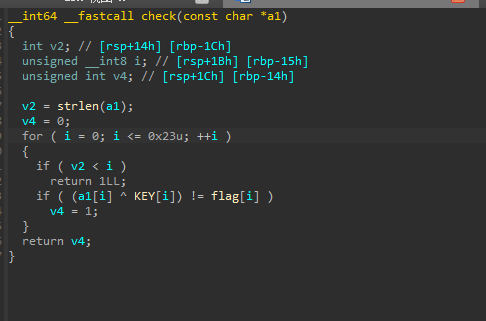 __int64 __fastcall check(const char *a1)
{
  int v2; // [rsp+14h] [rbp-1Ch]
  unsigned __int8 i; // [rsp+1Bh] [rbp-15h]
  unsigned int v4; // [rsp+1Ch] [rbp-14h]

  v2 = strlen(a1);
  v4 = 0;
  for ( i = 0; i <= 0x23u; ++i )
  {
    if ( v2 < i )
      return 1LL;
    if ( (a1[i] ^ KEY[i]) != flag[i] )
      v4 = 1;
  }
  return v4;
}